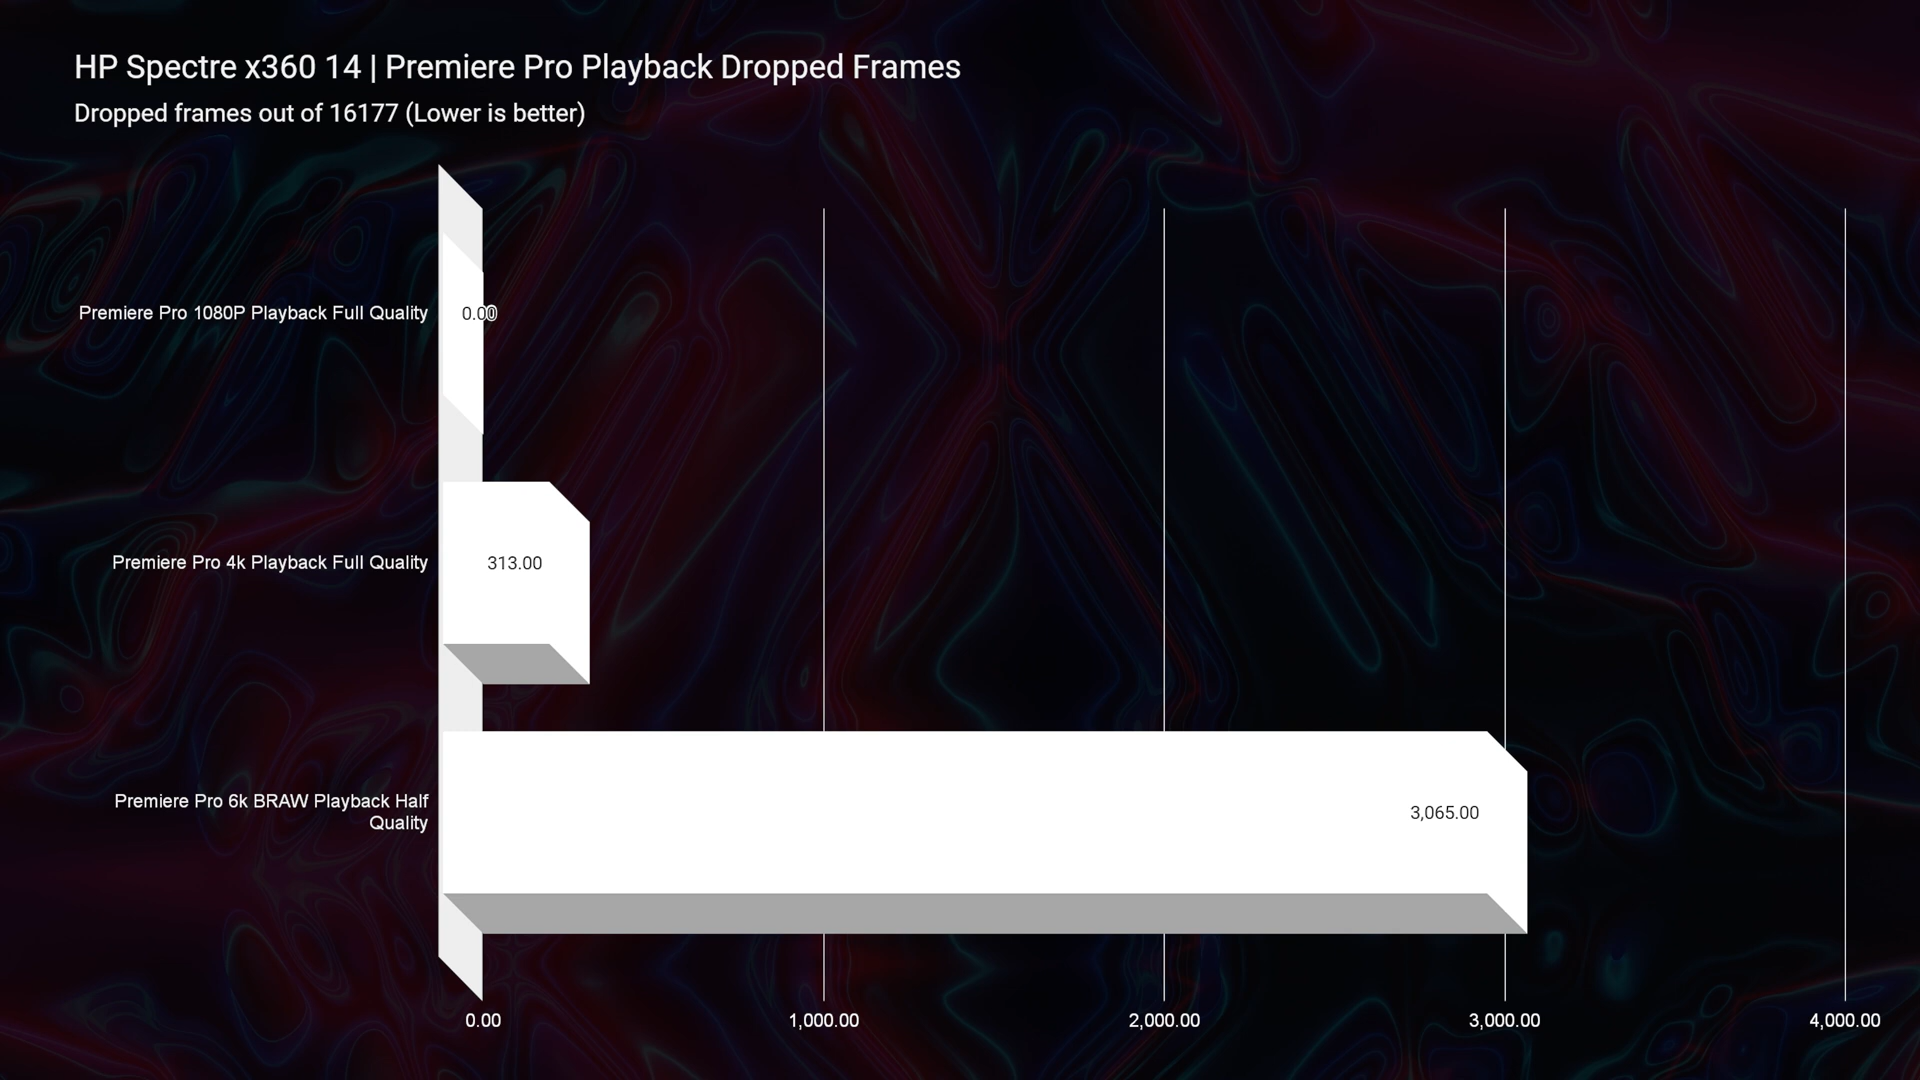 HP Spectre x360 14 | Premiere Pro Playback Dropped Frames
Dropped frames out of 16177 (Lower is better)
Premiere Pro 1080P Playback Full Quality
0.00
Premiere Pro 4k Playback Full Quality
313.00
Premiere Pro 6k BRAW Playback Half
Quality
3,065.00
0.00
1,000.00
2,000.00
3,000.00
4,000.00